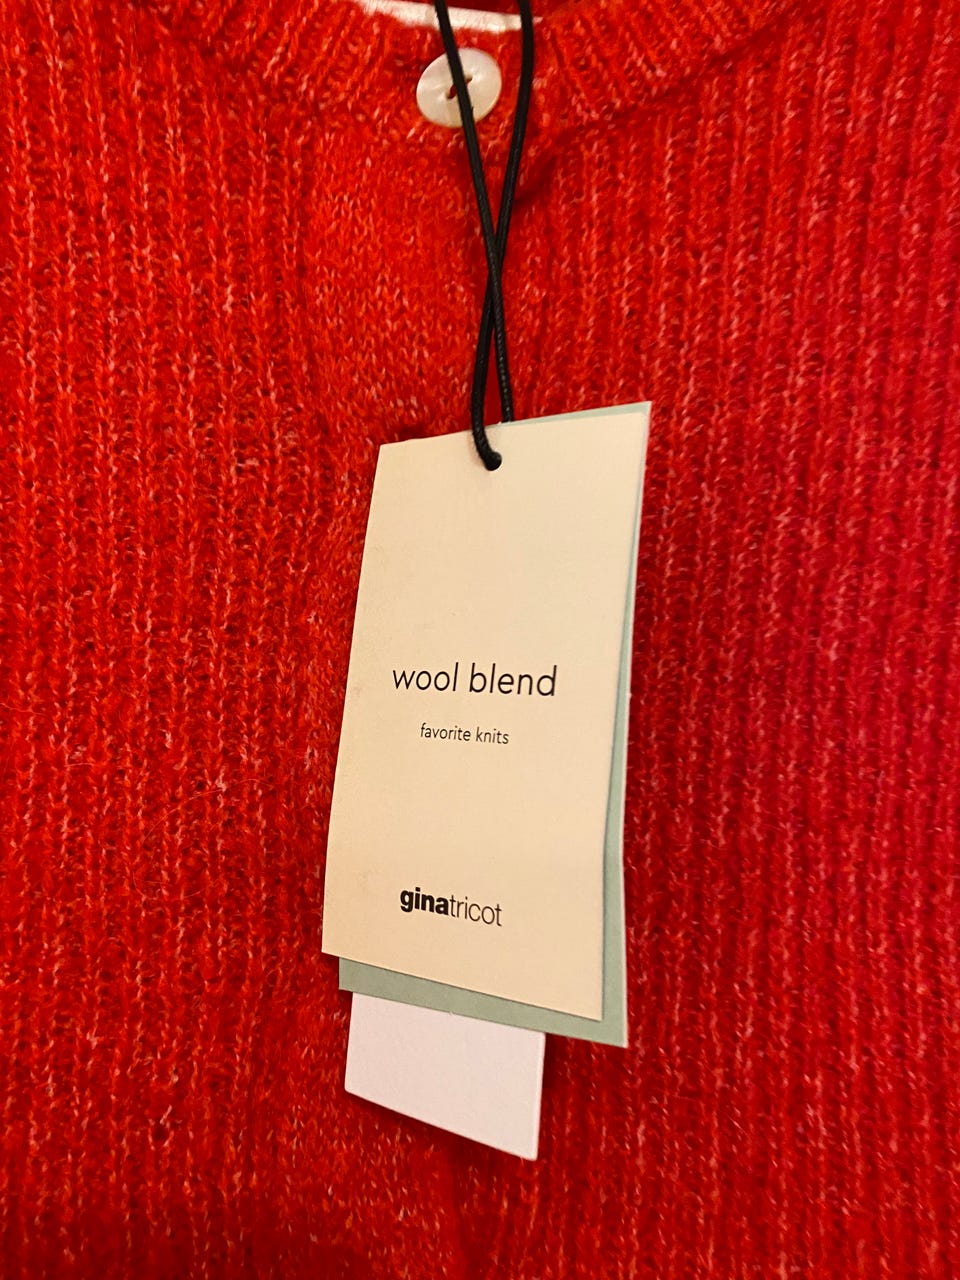 wool blend
favorite knits
ginatricot